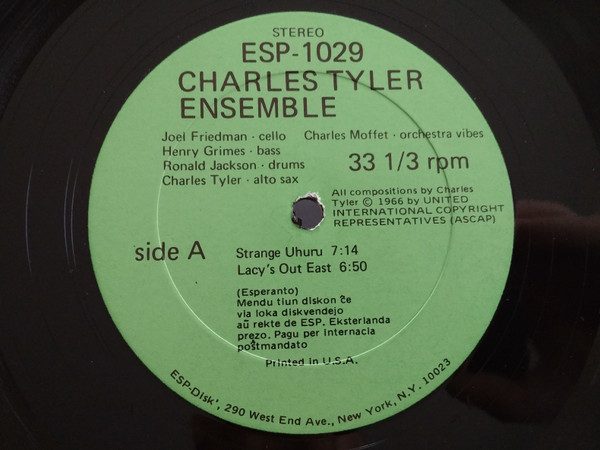 STEREO
ESP-1029
CHARLES TYLER
ENSEMBLE
Joel Friedman · cello Charles Moffet · orchestra vibes
Henry Grimes · bass
Ronald Jackson · drums
Charles Tyler · alto sax
33 1/3 rpm
All compositions by Charles
Tyler © 1966 by UNITED
INTERNATIONAL COPYRIGHT
REPRESENTATIVES (ASCAP)
side A
Strange Uhuru 7:14
Lacy's Out East 6:50
(Esperanto)
Mendu tiun diskon ĉe
via loka diskvendejo
aŭ rekte de ESP. Eksterlanda
prezo. Pagu per Internacia
poŝtmandato
Printed in U.S.A.
ESP-Disk', 290 West End Ave., New York, N.Y. 10023